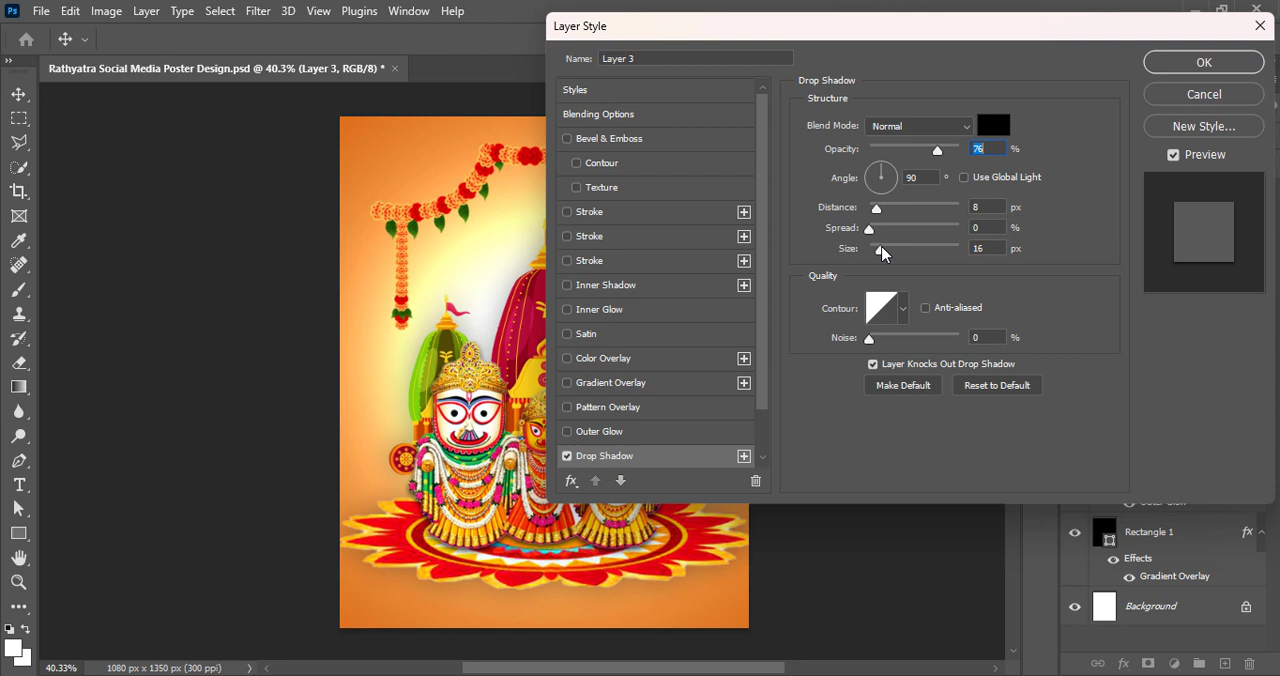 Ps File Edit Image Layer Type Select Filter 3D View Plugins Window Help
Rathyatra Social Media Poster Design.psd @ 40.3% (Layer 3, RGB/8) *
Layer Style
Name: Layer 3
Styles
Blending Options
Bevel & Emboss
Contour
Texture
Stroke
Stroke
Stroke
Inner Shadow
Inner Glow
Satin
Color Overlay
Gradient Overlay
Pattern Overlay
Outer Glow
Drop Shadow
fx
Drop Shadow
Structure
Blend Mode: Normal
Opacity: 76 %
Angle: 90 °
Use Global Light
Distance: 8 px
Spread: 0 %
Size: 16 px
Quality
Contour:
Anti-aliased
Noise: 0 %
Layer Knocks Out Drop Shadow
Make Default Reset to Default
OK
Cancel
New Style...
Preview
Rectangle 1 fx
Effects
Gradient Overlay
Background
fx
40.33% 1080 px x 1350 px (300 ppi)